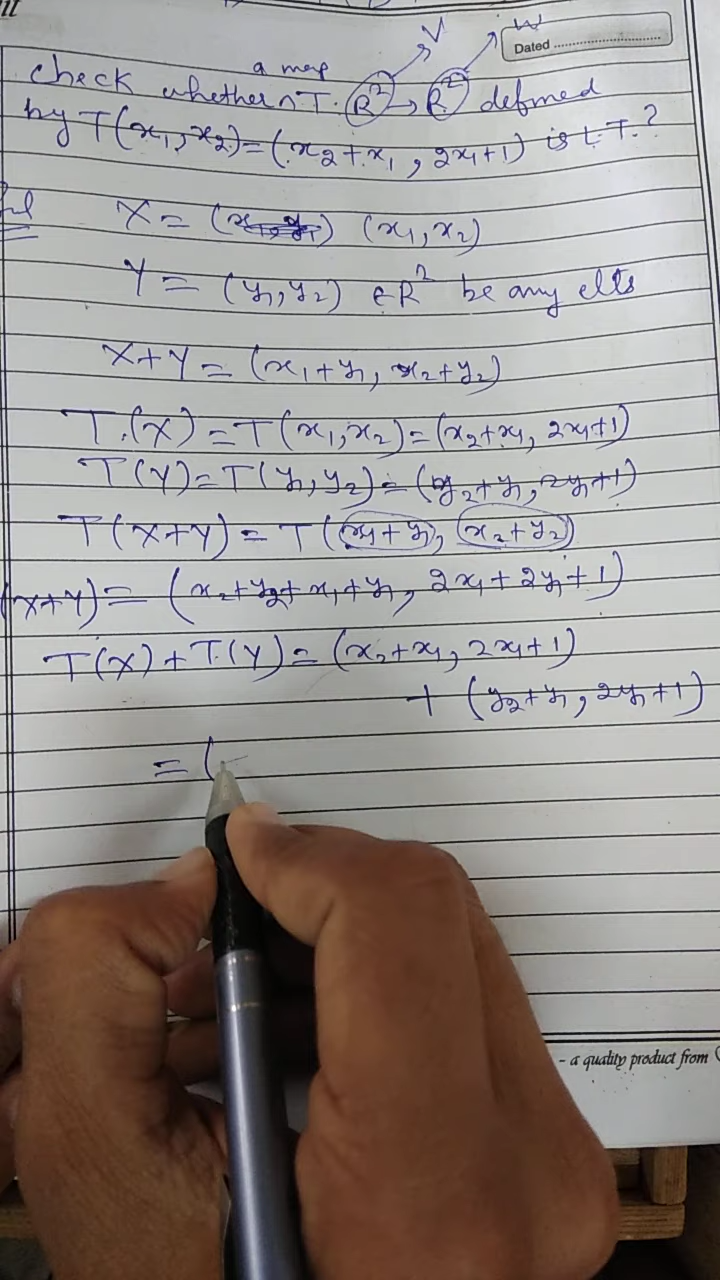 V W
Dated
a map
Check whether ∧ T: R² → R² defined
by T(x₁, x₂) = (x₂ + x₁, 2x₁+1) is L.T.?
X = (x₁, x₂)
Y = (y₁, y₂) ∈ R² be any elts
X+Y = (x₁+y₁, x₂+y₂)
T.(X) = T(x₁, x₂) = (x₂+x₁, 2x₁+1)
T(Y) = T(y₁, y₂) = (y₂+y₁, 2y₁+1)
T(X+Y) = T(x₁+y₁, x₂+y₂)
(X+Y) = (x₂+y₂+x₁+y₁, 2x₁+2y₁+1)
T(X)+T.(Y) = (x₂+x₁, 2x₁+1)
+ (y₂+y₁, 2y₁+1)
= (
- a quality product from